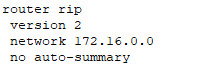 router rip
version 2
network 172.16.0.0
no auto-summary